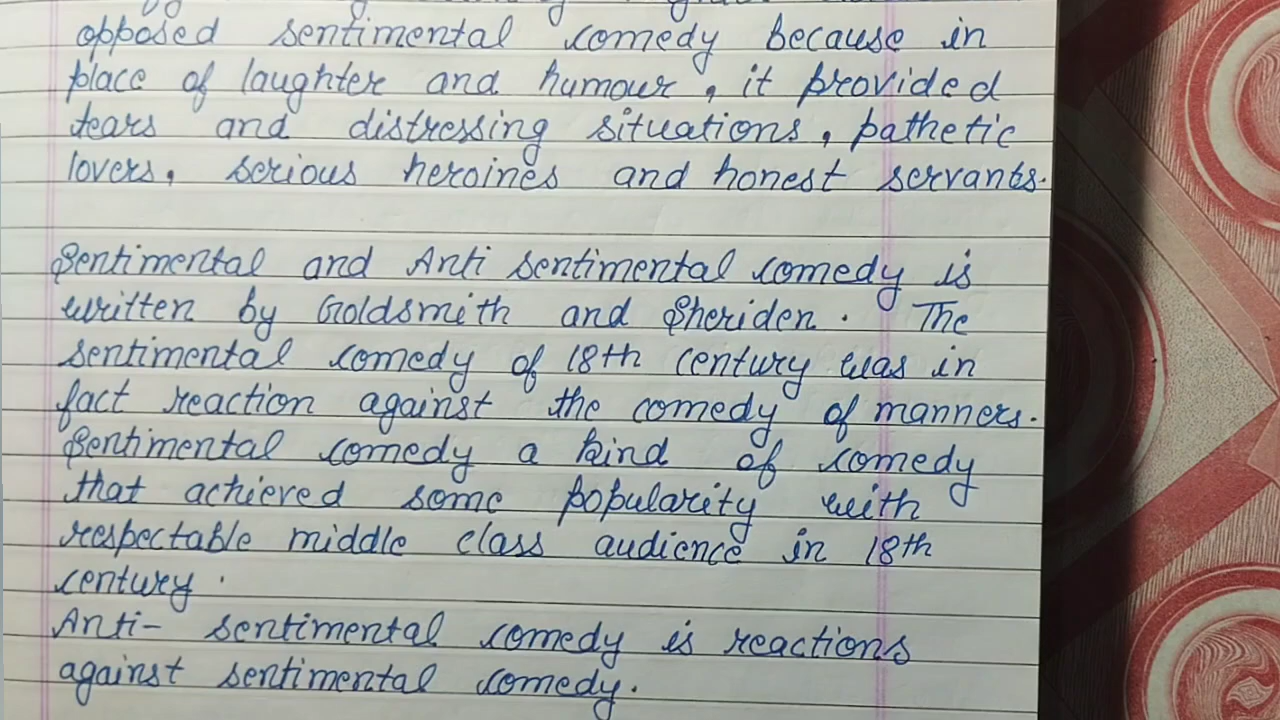 opposed sentimental comedy because in
place of laughter and humour, it provided
tears and distressing situations, pathetic
lovers, serious heroines and honest servants.
Sentimental and Anti sentimental comedy is
written by Goldsmith and Sheriden. The
sentimental comedy of 18th century was in
fact reaction against the comedy of manners.
Sentimental comedy a kind of comedy
that achieved some popularity with
respectable middle class audience in 18th
century.
Anti- sentimental comedy is reactions
against sentimental comedy.